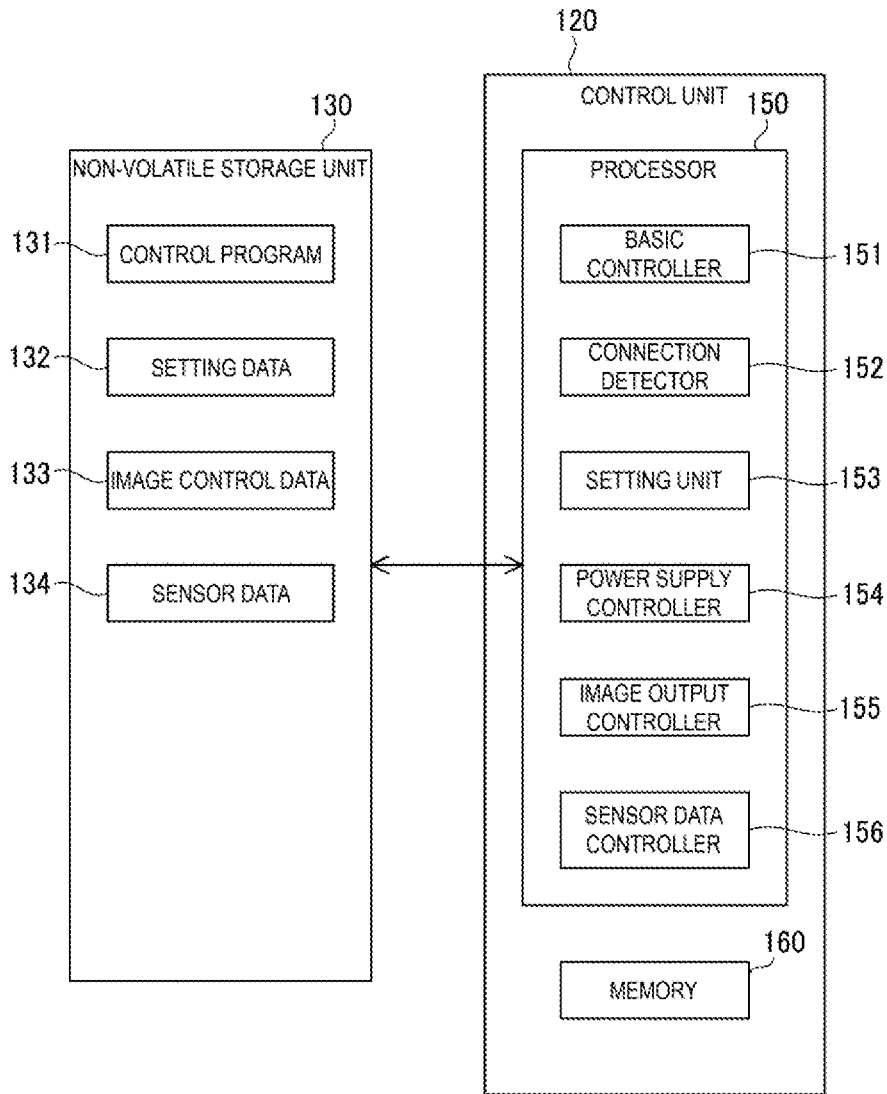 120
CONTROL UNIT
130
150
NON-VOLATILE STORAGE UNIT
PROCESSOR
131
CONTROL PROGRAM
BASIC
CONTROLLER
151
132
SETTING DATA
CONNECTION
DETECTOR
152
133
IMAGE CONTROL DATA
SETTING UNIT
153
134
SENSOR DATA
POWER SUPPLY
CONTROLLER
154
IMAGE OUTPUT
CONTROLLER
155
SENSOR DATA
CONTROLLER
156
160
MEMORY